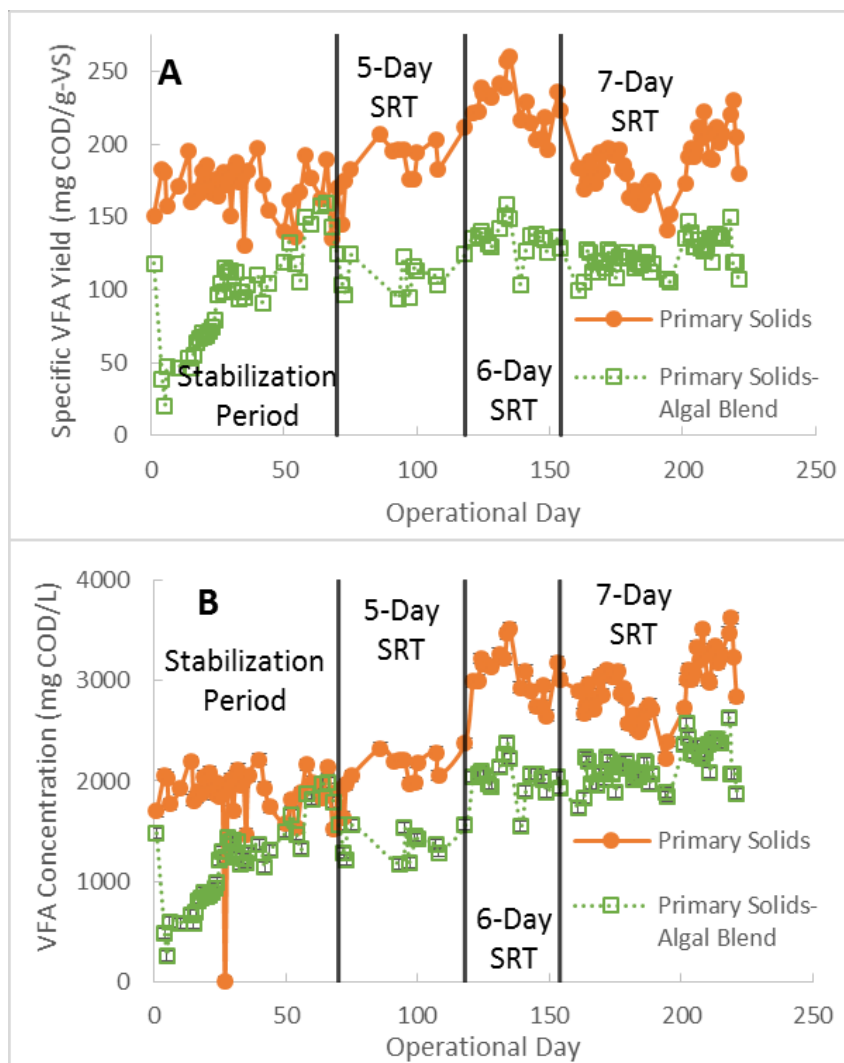 A
Specific VFA Yield (mg COD/g-VS)
250
200
150
100
50
0
5-Day
SRT
7-Day
SRT
Stabilization
Period
6-Day
SRT
Primary Solids
Primary Solids-
Algal Blend
0 50 100 150 200 250
Operational Day
B
VFA Concentration (mg COD/L)
4000
3000
2000
1000
0
5-Day
SRT
7-Day
SRT
Stabilization
Period
6-Day
SRT
Primary Solids
Primary Solids-
Algal Blend
0 50 100 150 200 250
Operational Day